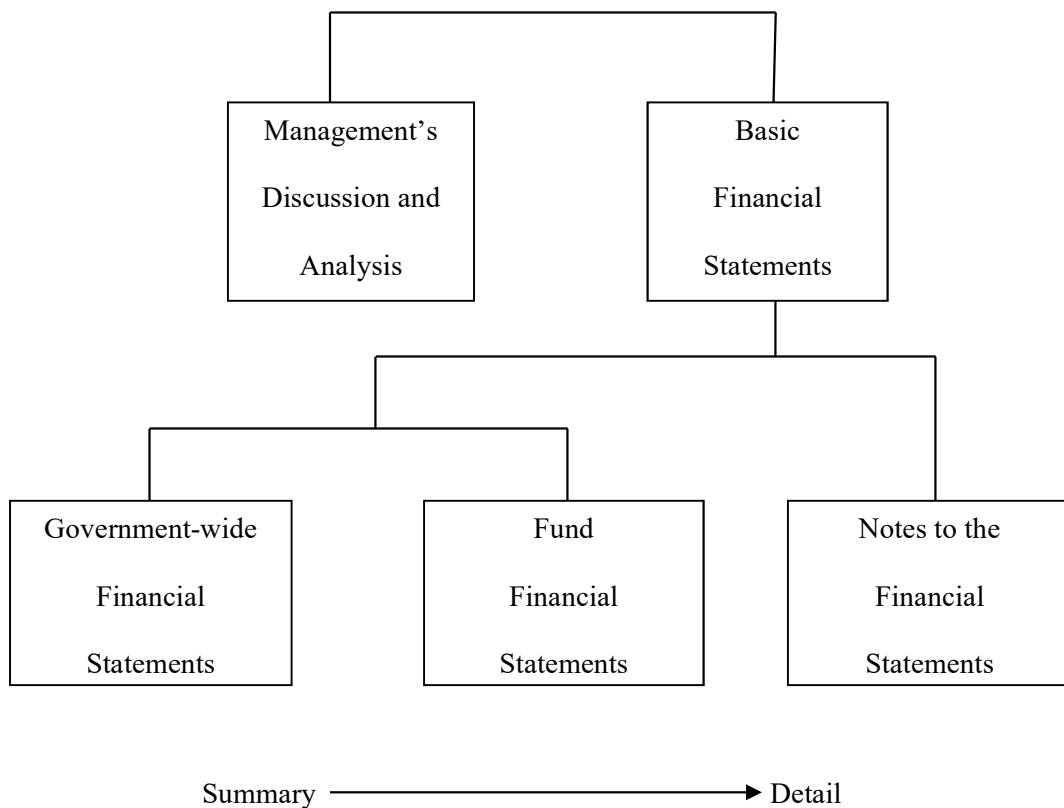 Management’s
Discussion and
Analysis
Basic
Financial
Statements
Government-wide
Financial
Statements
Fund
Financial
Statements
Notes to the
Financial
Statements
Summary
Detail